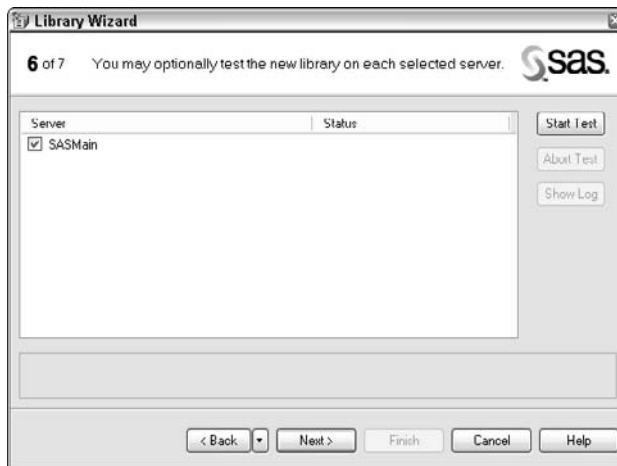 Library Wizard
6 of 7 You may optionally test the new library on each selected server. sas.
Server Status
SASMain
Start Test
Abort Test
Show Log
< Back Next > Finish Cancel Help